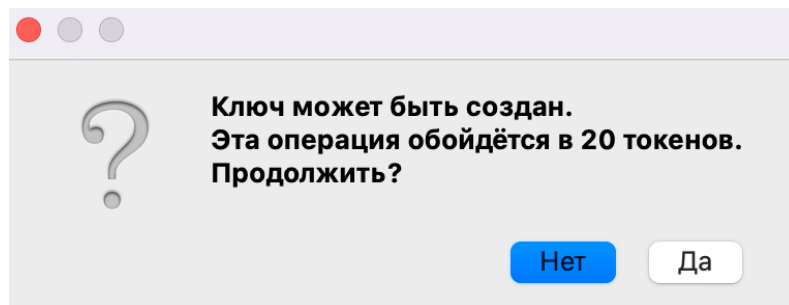 Ключ может быть создан.
Эта операция обойдётся в 20 токенов.
Продолжить?
Нет
Да